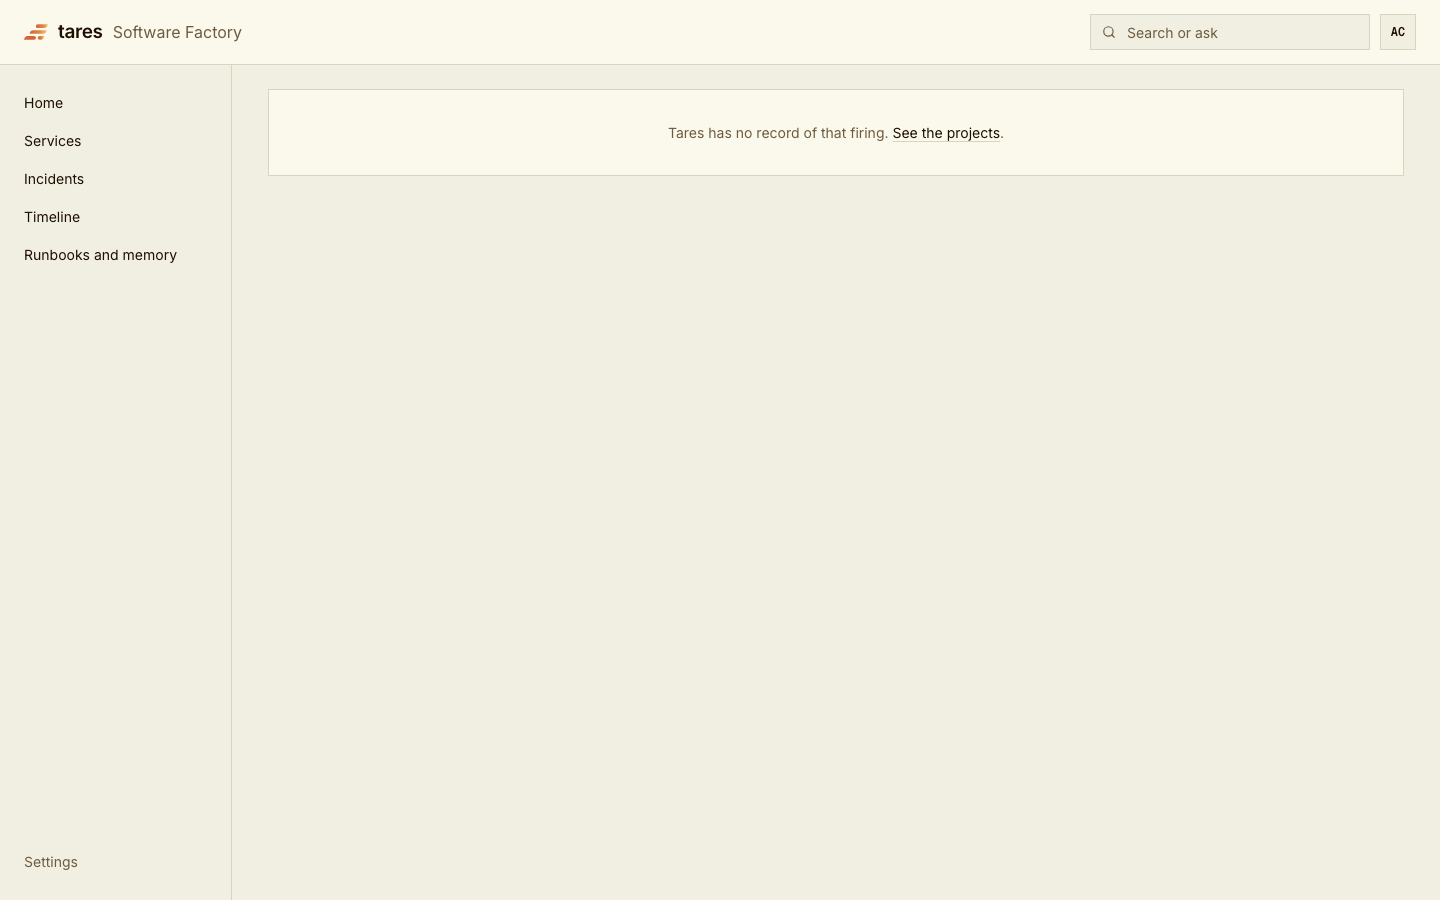 tares Software Factory
Search or ask
AC
Home
Services
Incidents
Timeline
Runbooks and memory
Settings
Tares has no record of that firing. See the projects.